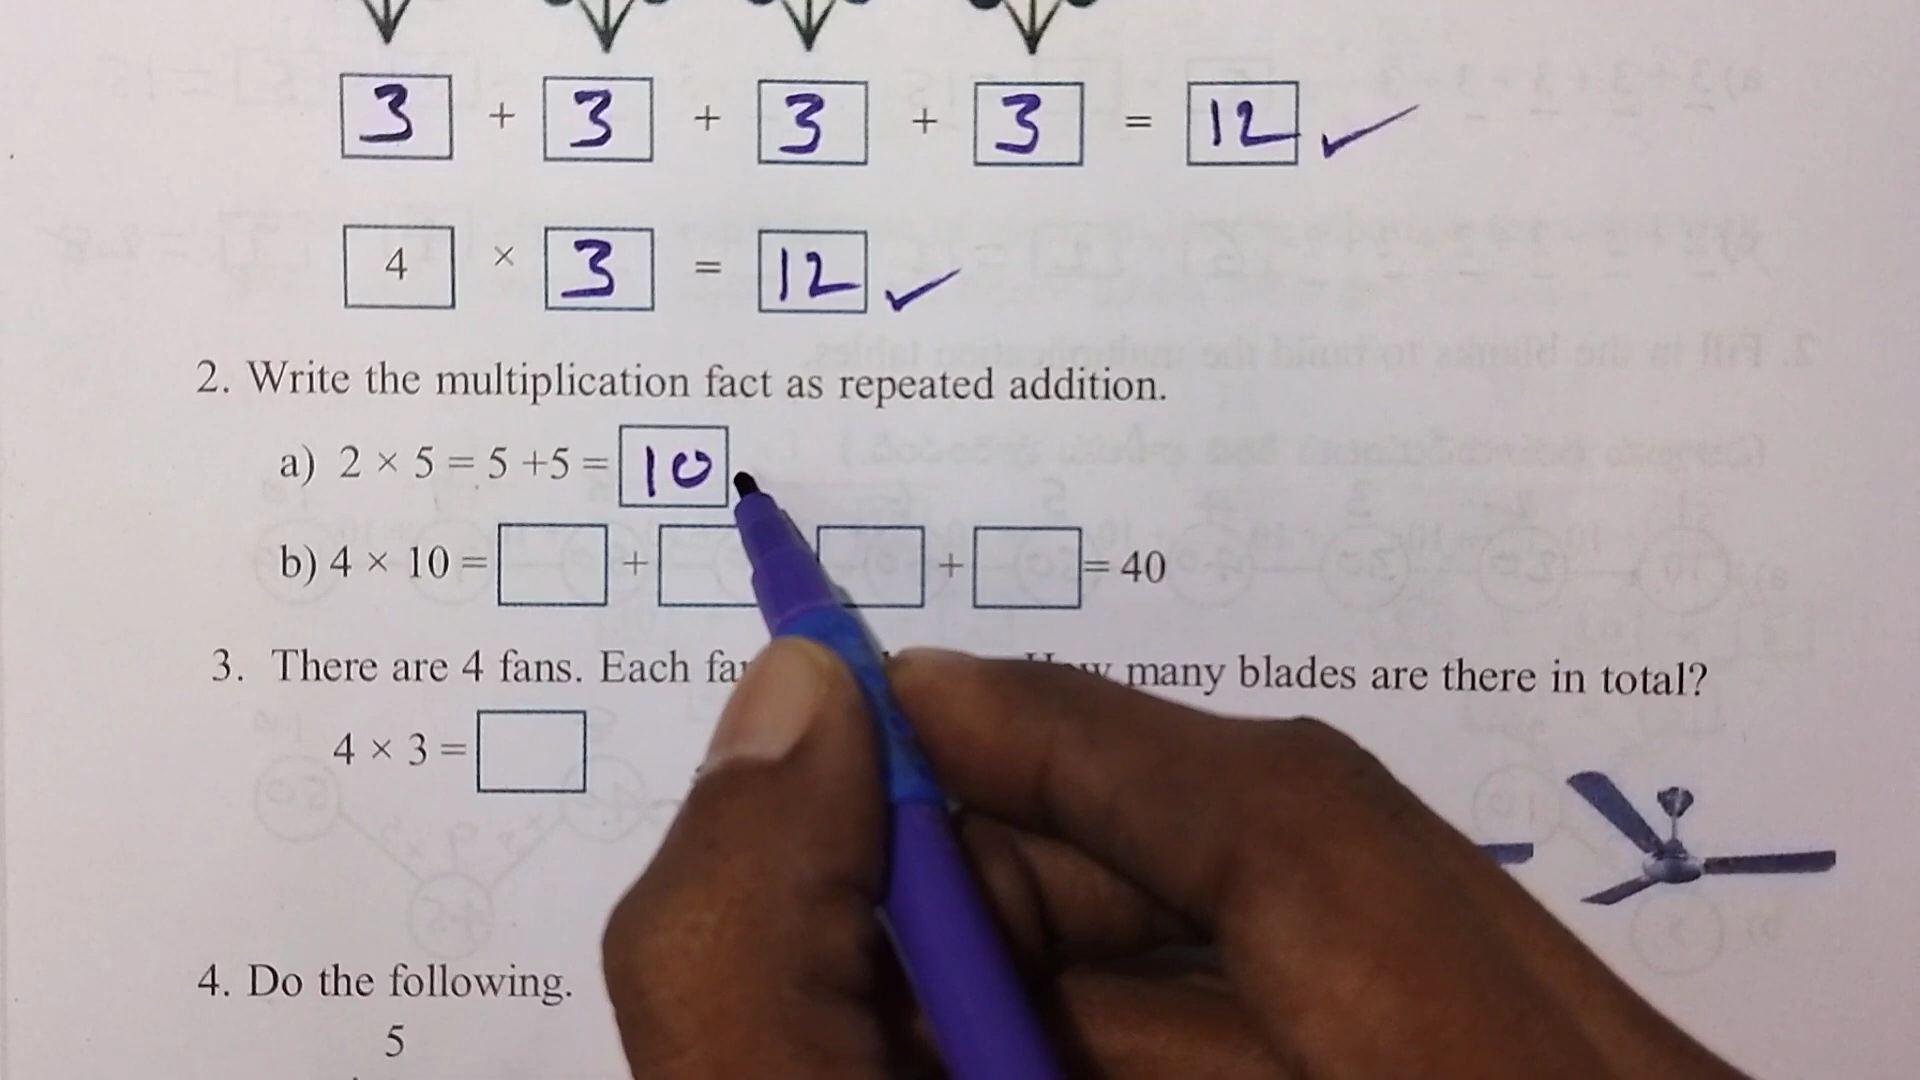 3 + 3 + 3 + 3 = 12
4 × 3 = 12
2. Write the multiplication fact as repeated addition.
a) 2 × 5 = 5 +5 = 10
b) 4 × 10 = + + = 40
3. There are 4 fans. Each many blades are there in total?
4 × 3 =
4. Do the following.
5